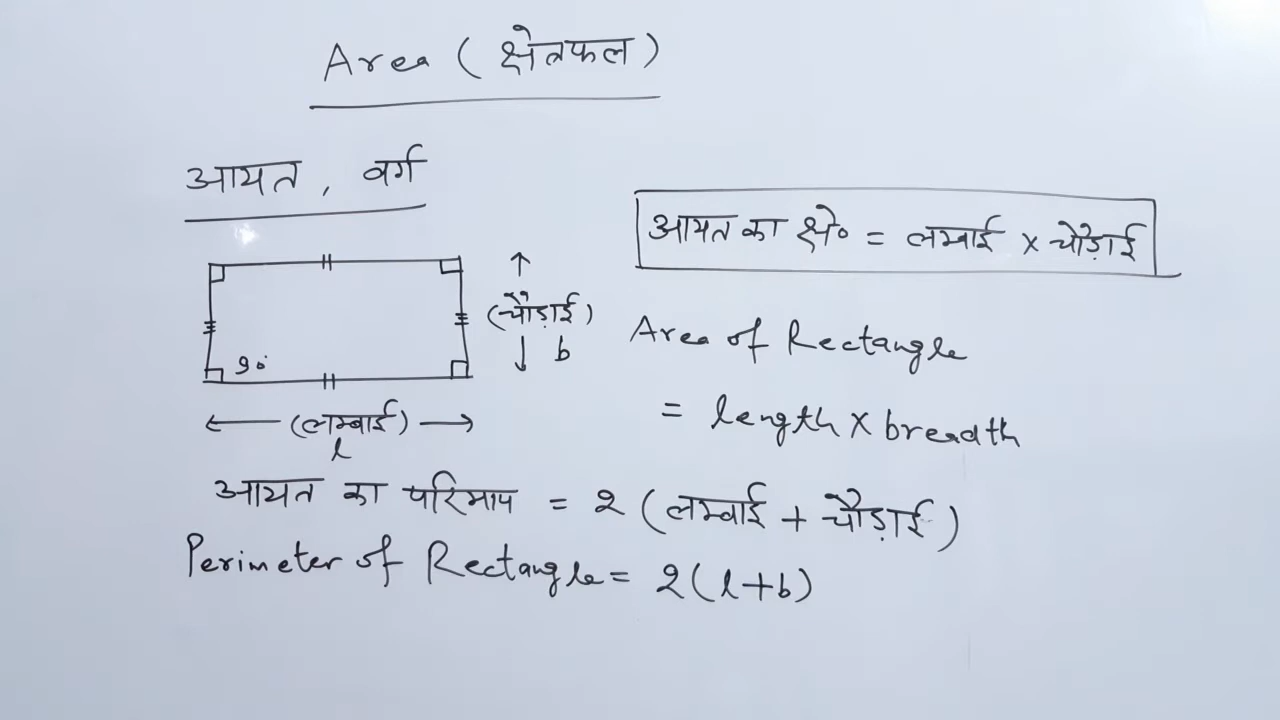 Area (क्षेत्रफल)
आयत, वर्ग
आयत का क्षे० = लम्बाई × चौड़ाई
90°
(चौड़ाई)
b
(लम्बाई)
l
Area of Rectangle
= length × breadth
आयत का परिमाप = 2 (लम्बाई + चौड़ाई)
Perimeter of Rectangle = 2(l+b)